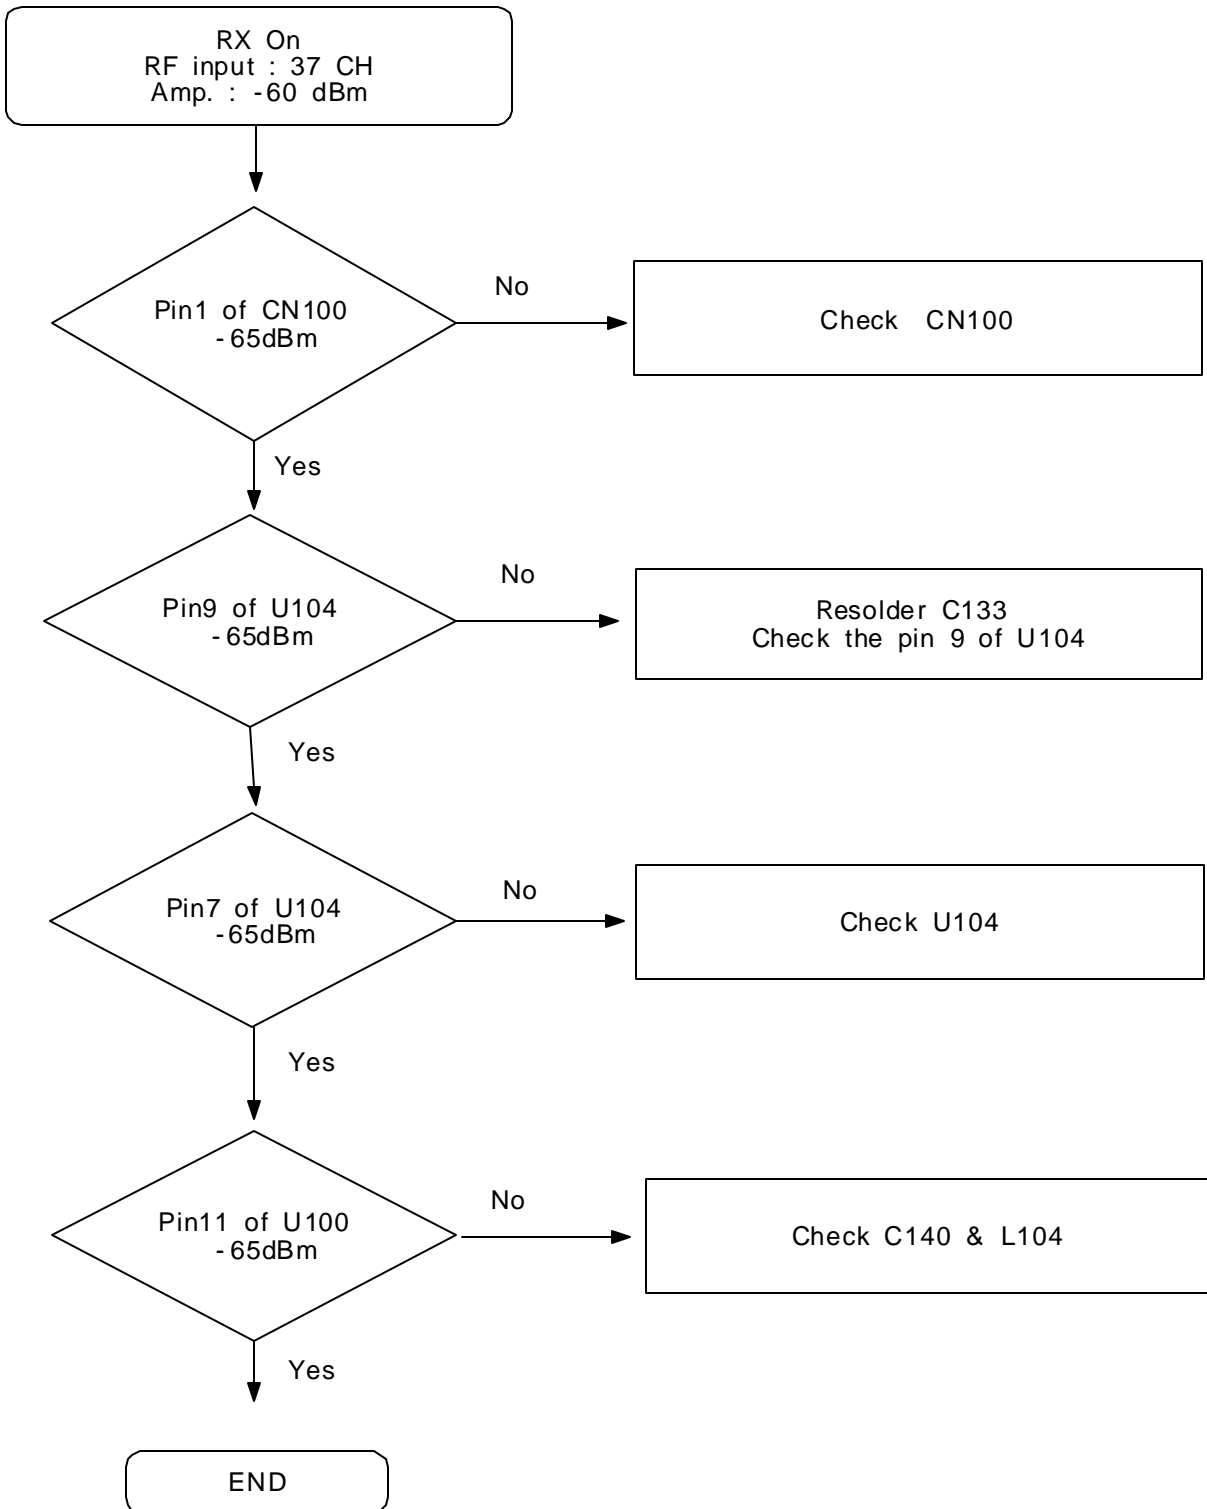 RX On
RF input : 37 CH
Amp. : -60 dBm
Pin1 of CN100
-65dBm
No
Check CN100
Yes
Pin9 of U104
-65dBm
No
Resolder C133
Check the pin 9 of U104
Yes
Pin7 of U104
-65dBm
No
Check U104
Yes
Pin11 of U100
-65dBm
No
Check C140 & L104
Yes
END